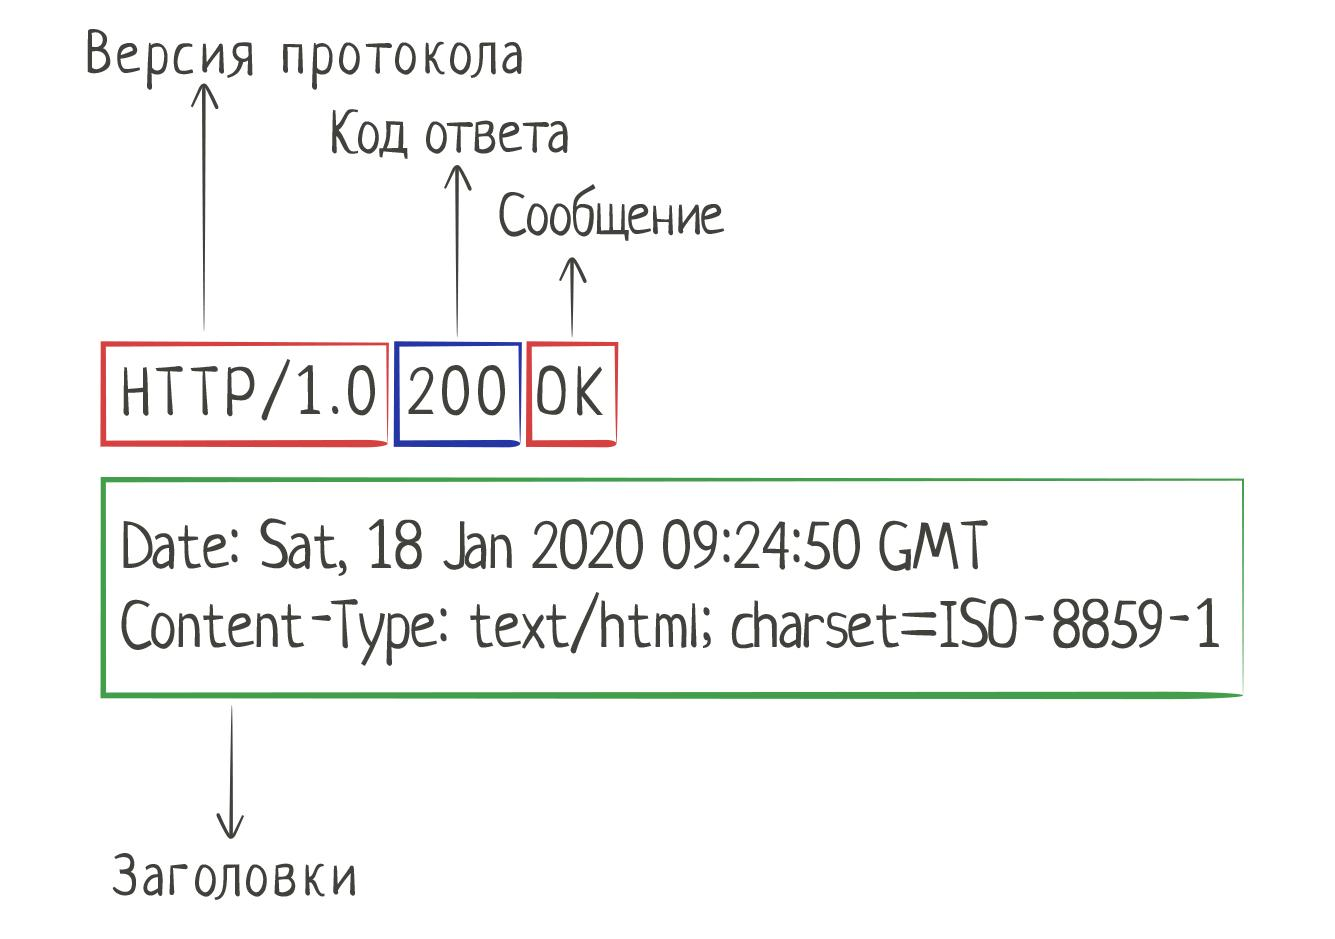 Версия протокола
Код ответа
Сообщение
HTTP/1.0 200 OK
Date: Sat, 18 Jan 2020 09:24:50 GMT
Content-Type: text/html; charset=ISO-8859-1
Заголовки